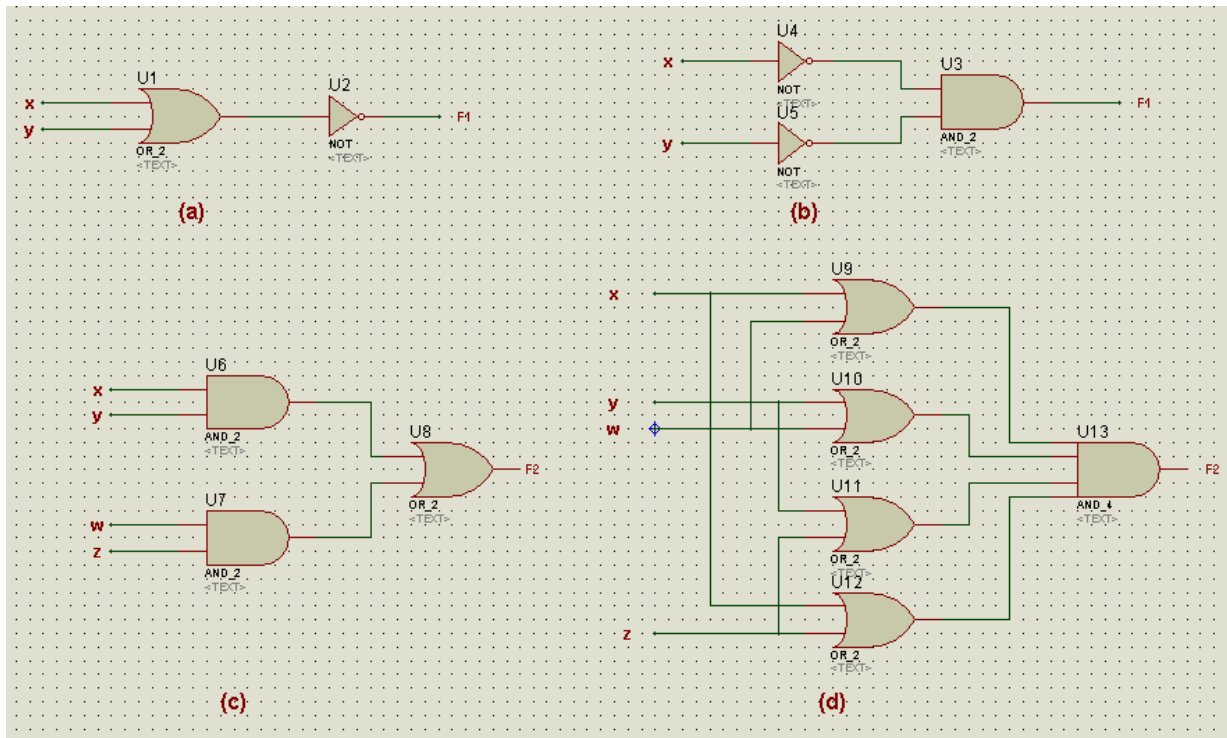 U1
x
y
OR_2
<TEXT>
U2
NOT
<TEXT>
F1
(a)
U4
x
NOT
<TEXT>
U5
y
NOT
<TEXT>
U3
AND_2
<TEXT>
F1
(b)
U6
x
y
AND_2
<TEXT>
U7
w
z
AND_2
<TEXT>
U8
OR_2
<TEXT>
F2
(c)
U9
x
OR_2
<TEXT>
U10
y
w
OR_2
<TEXT>
U11
OR_2
<TEXT>
U12
z
OR_2
<TEXT>
U13
AND_4
<TEXT>
F2
(d)